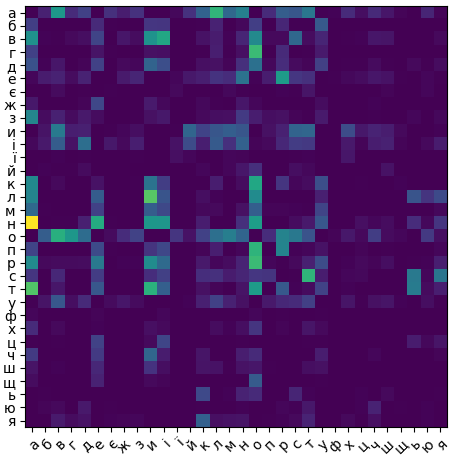 а
б
в
г
д
е
є
ж
з
и
і
ї
й
к
л
м
н
о
п
р
с
т
у
ф
х
ц
ч
ш
щ
ь
ю
я
а б в г д е є ж з и і ї й к л м н о п р с т у ф х ц ч ш щ ь ю я